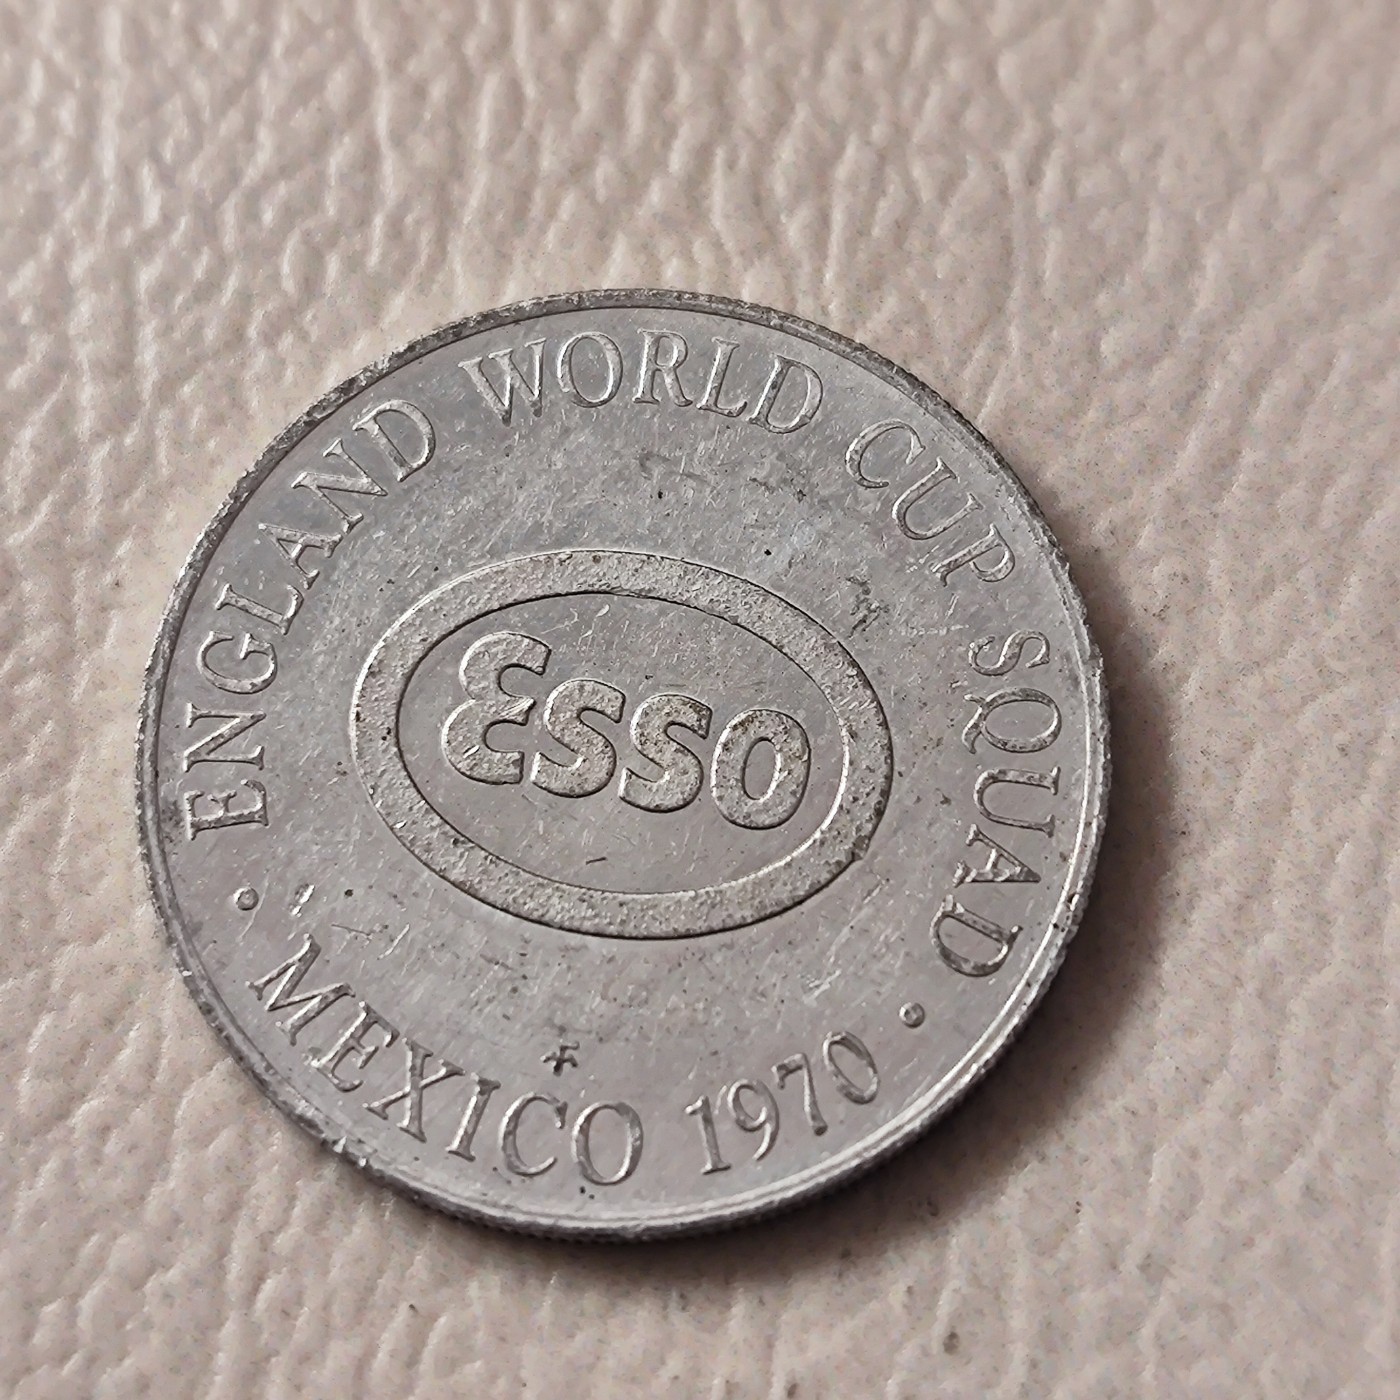 ENGLAND WORLD CUP SQUAD
Esso
F
• MEXICO 1970 •